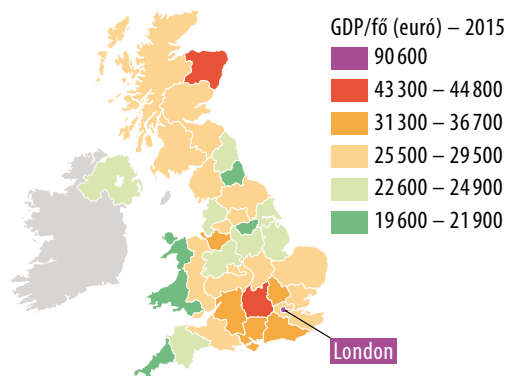 GDP/fő (euró) – 2015
90 600
43 300 – 44 800
31 300 – 36 700
25 500 – 29 500
22 600 – 24 900
19 600 – 21 900
London